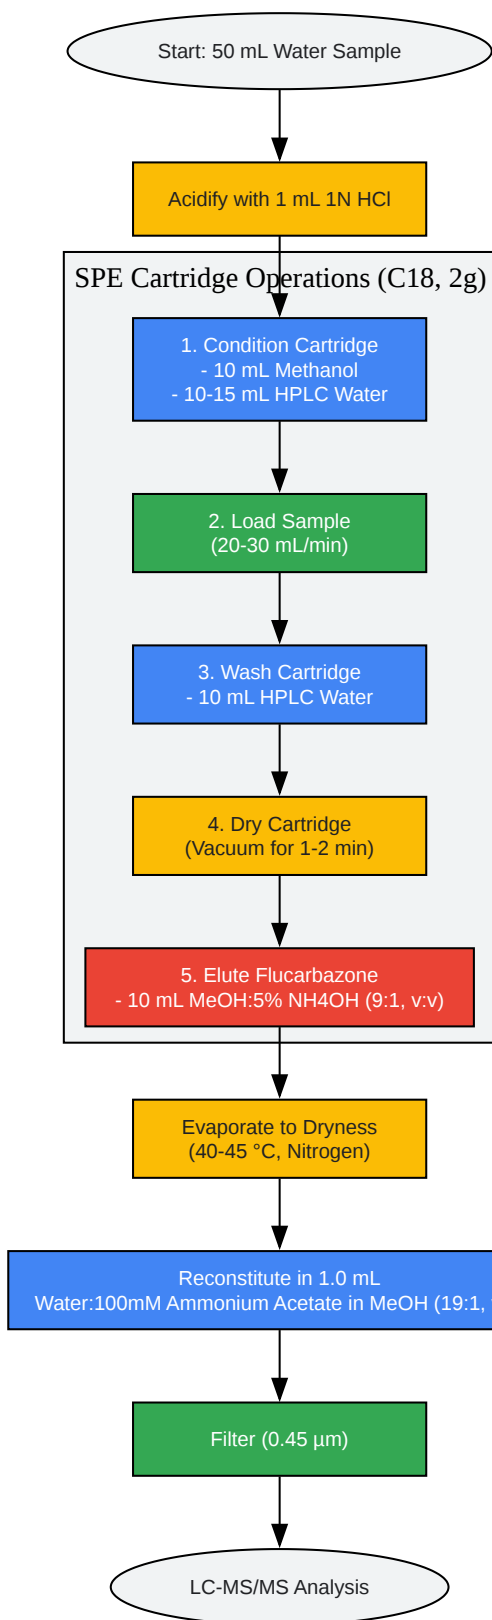 Start: 50 mL Water Sample
Acidify with 1 mL 1N HCl
SPE Cartridge Operations (C18, 2g)
1. Condition Cartridge
- 10 mL Methanol
- 10-15 mL HPLC Water
2. Load Sample
(20-30 mL/min)
3. Wash Cartridge
- 10 mL HPLC Water
4. Dry Cartridge
(Vacuum for 1-2 min)
5. Elute Flucarbazone
- 10 mL MeOH:5% NH4OH (9:1, v:v)
Evaporate to Dryness
(40-45 °C, Nitrogen)
Reconstitute in 1.0 mL
Water:100mM Ammonium Acetate in MeOH (19:1,
Filter (0.45 µm)
LC-MS/MS Analysis